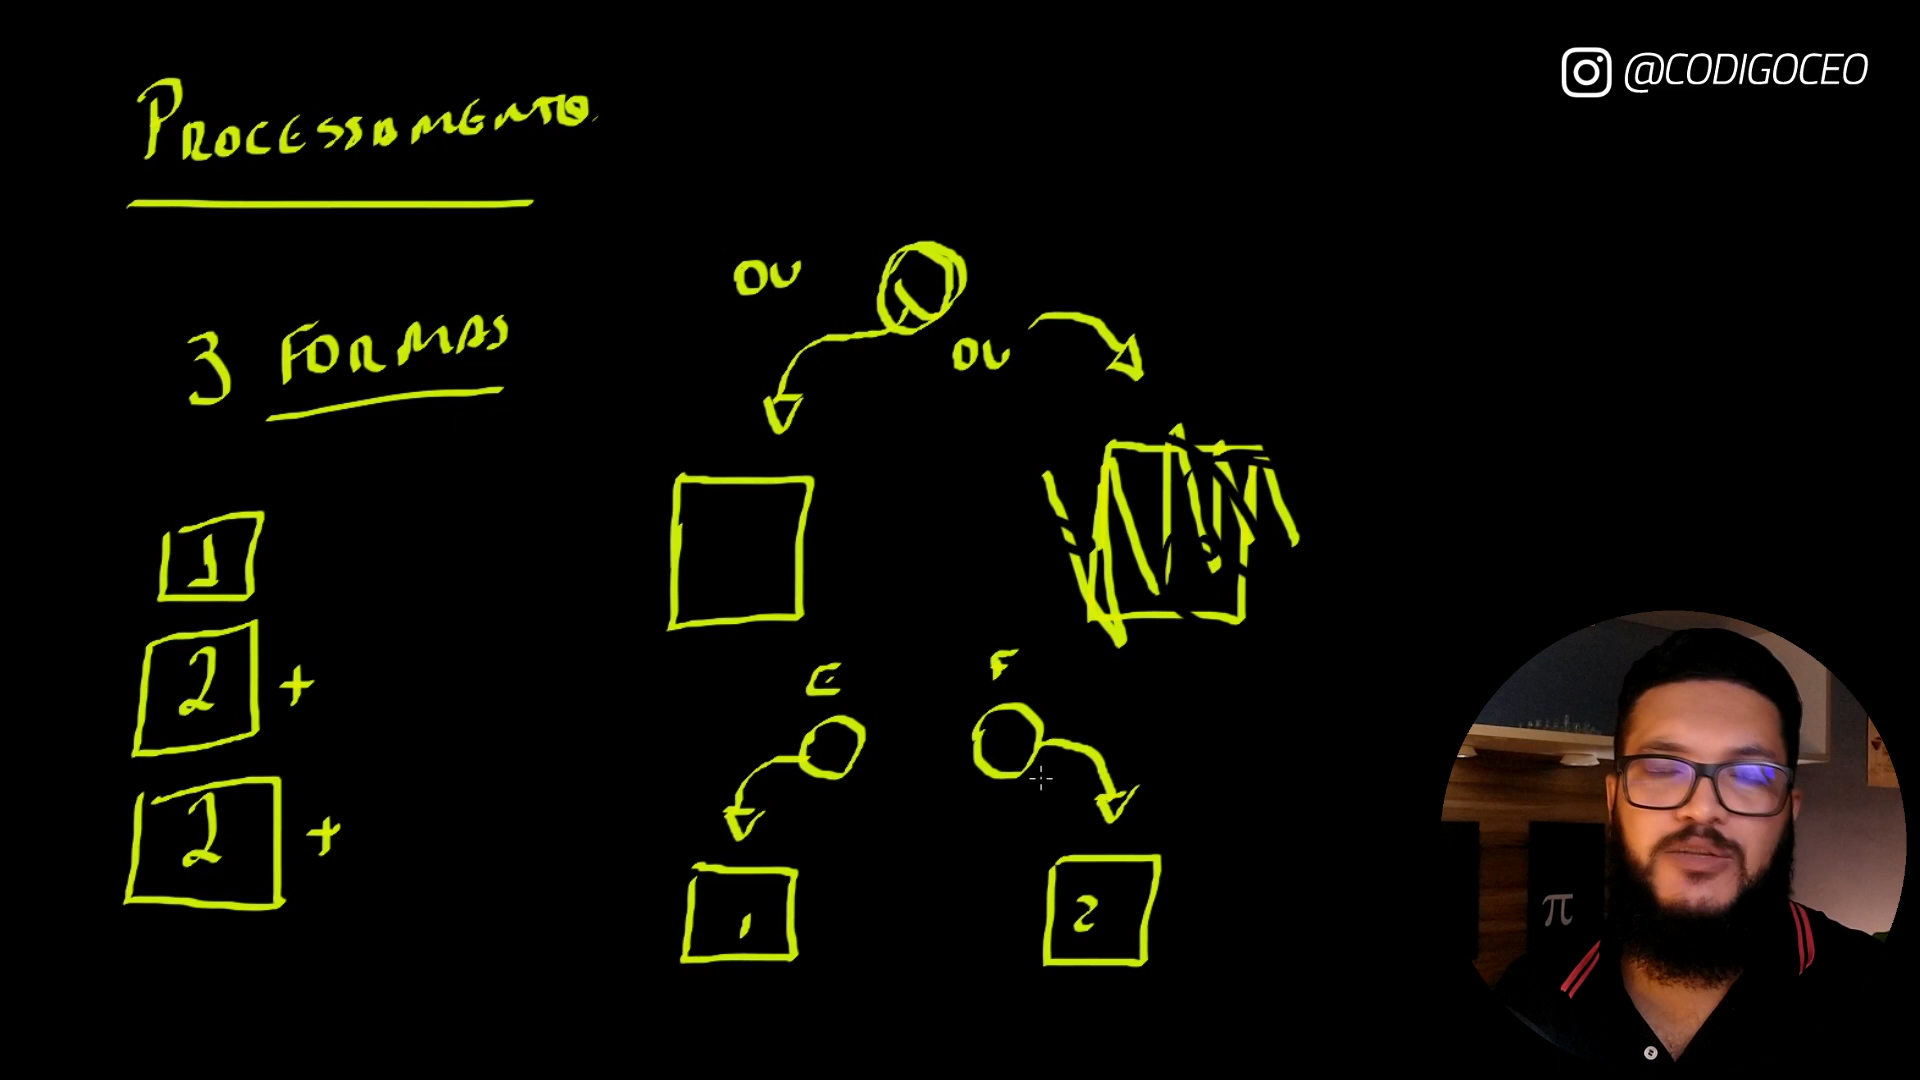 @CODIGOCEO
PROCESSAMENTO
OU
3 FORMAS
OU
1
2 +
E F
2 +
1 2
π